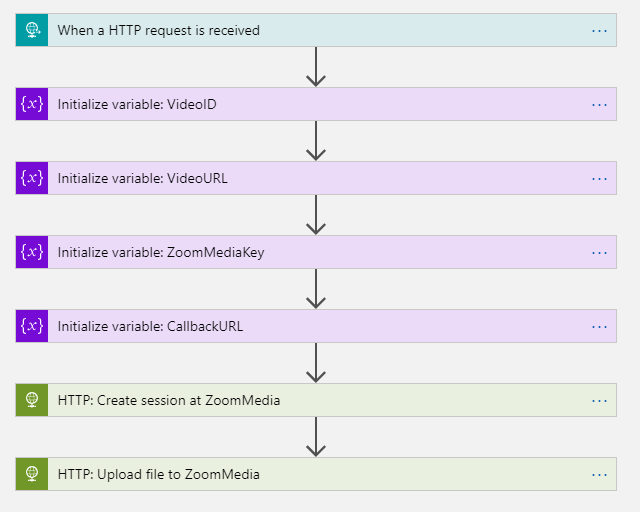 When a HTTP request is received
...
{x} Initialize variable: VideoID
...
{x} Initialize variable: VideoURL
...
{x} Initialize variable: ZoomMediaKey
...
{x} Initialize variable: CallbackURL
...
HTTP: Create session at ZoomMedia
...
HTTP: Upload file to ZoomMedia
...